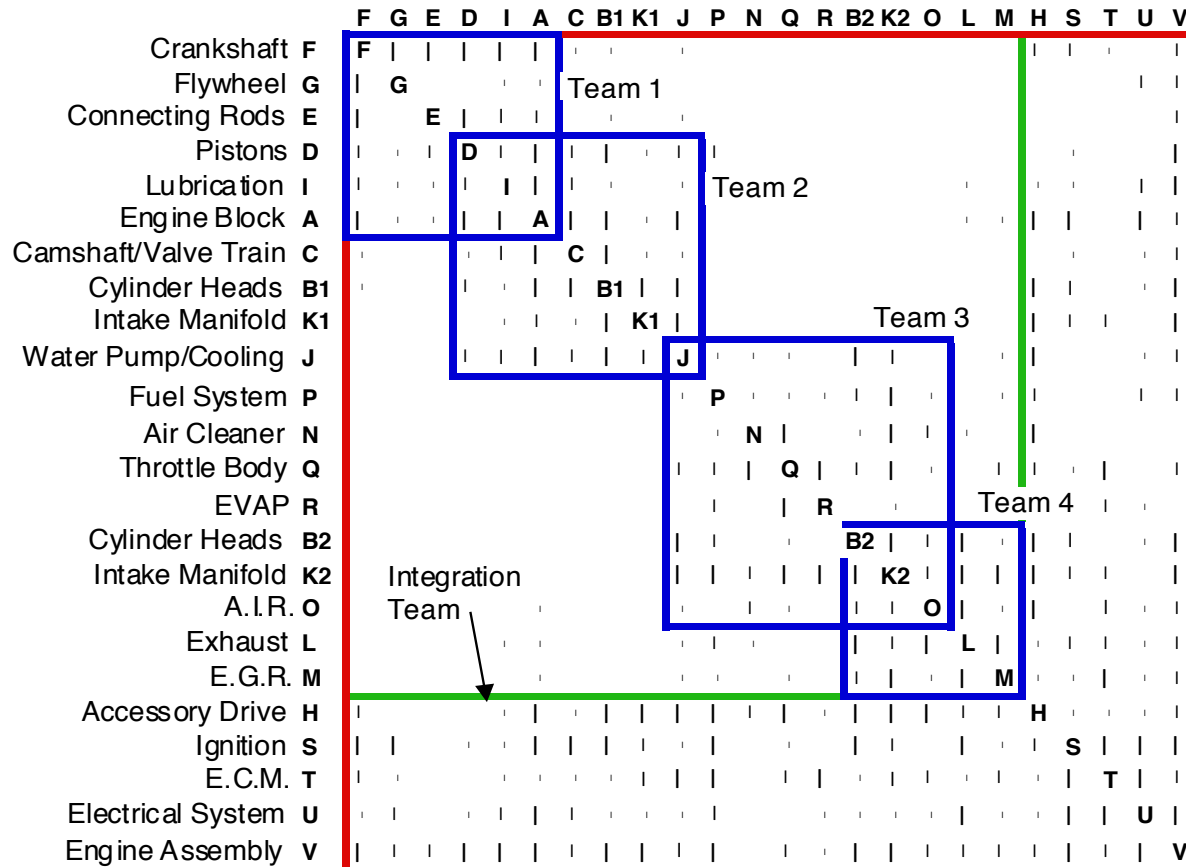 F G E D I A C B1 K1 J P N Q R B2 K2 O L M H S T U V
Crankshaft F F
Flywheel G G
Team 1
Connecting Rods E E
Pistons D D
Lubrication I I
Team 2
Engine Block A A
Camshaft/Valve Train C C
Cylinder Heads B1 B1
Intake Manifold K1 K1
Team 3
Water Pump/Cooling J J
Fuel System P P
Air Cleaner N N
Throttle Body Q Q
EVAP R R
Team 4
Cylinder Heads B2 B2
Intake Manifold K2 K2
Integration
Team
A.I.R. O O
Exhaust L L
E.G.R. M M
Accessory Drive H H
Ignition S S
E.C.M. T T
Electrical System U U
Engine Assembly V V